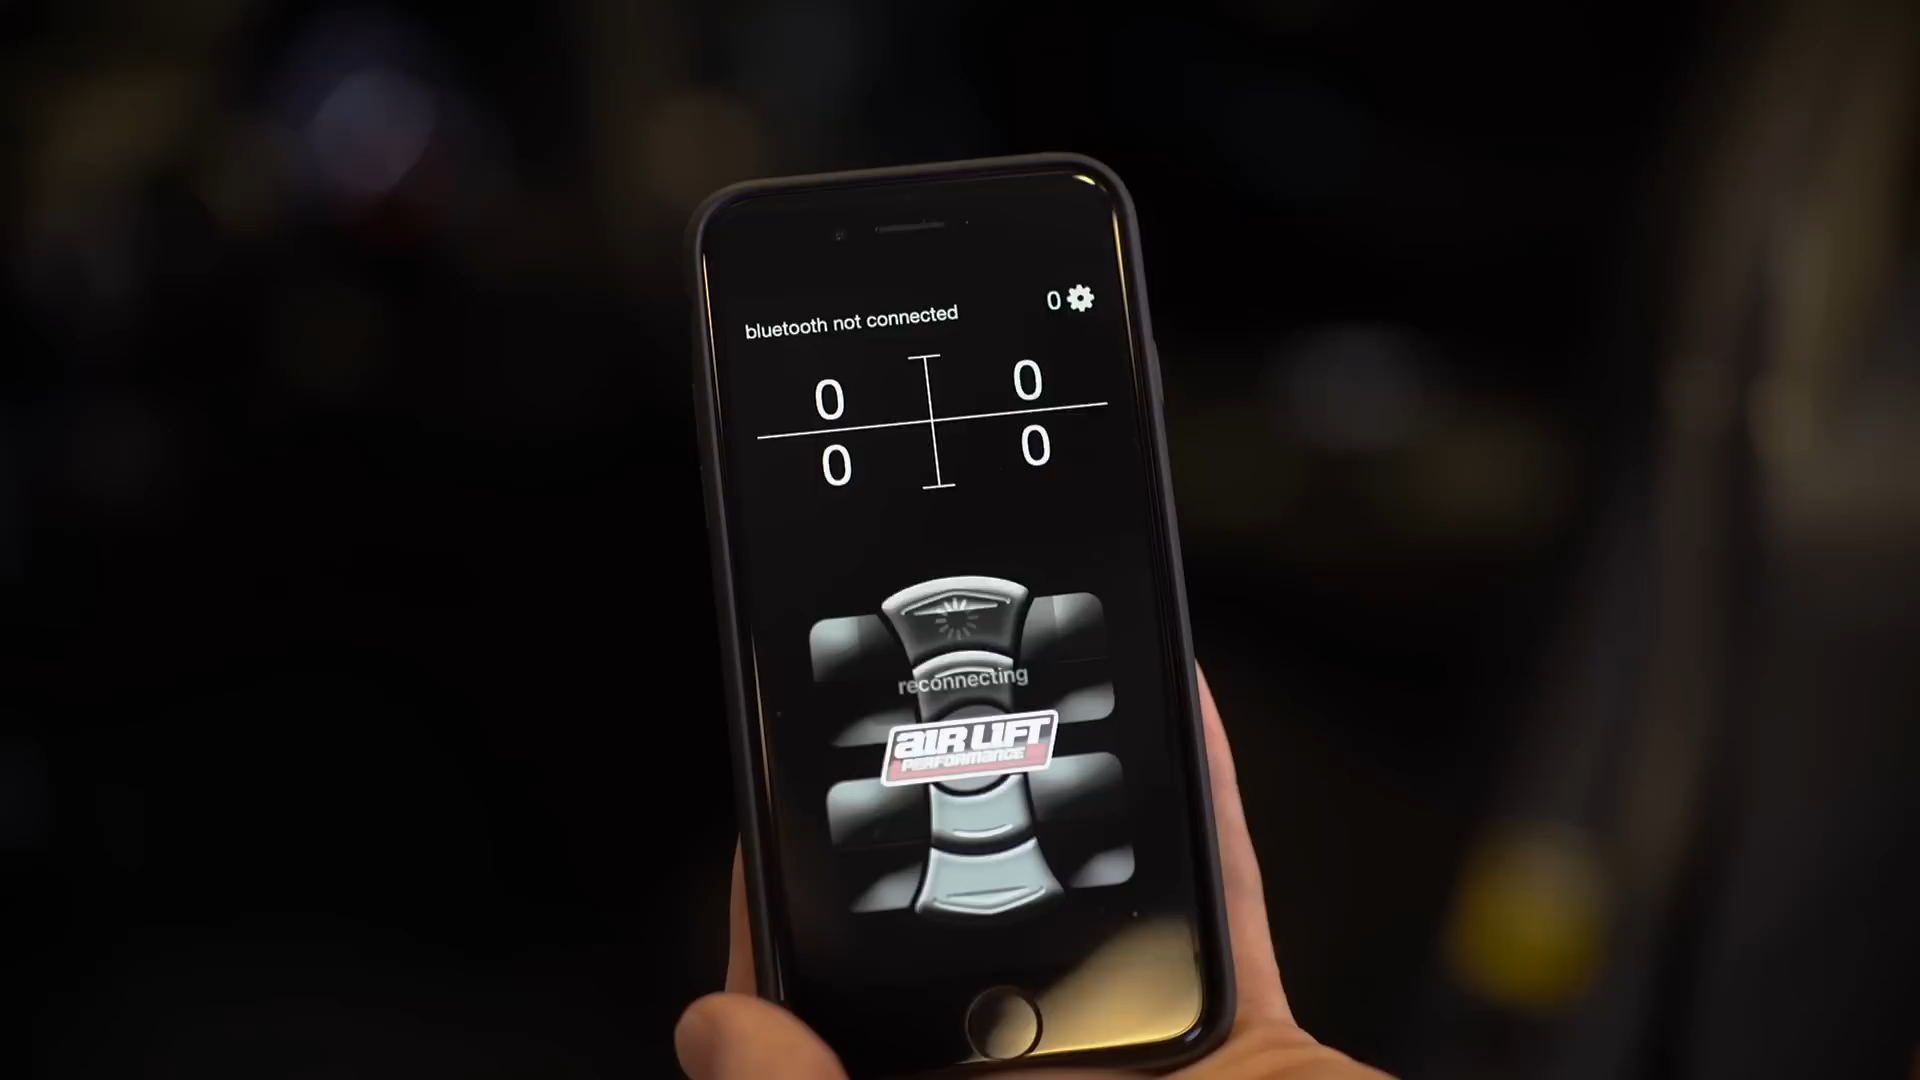 bluetooth not connected
0
0 0
0 0
reconnecting
AIR LIFT
PERFORMANCE